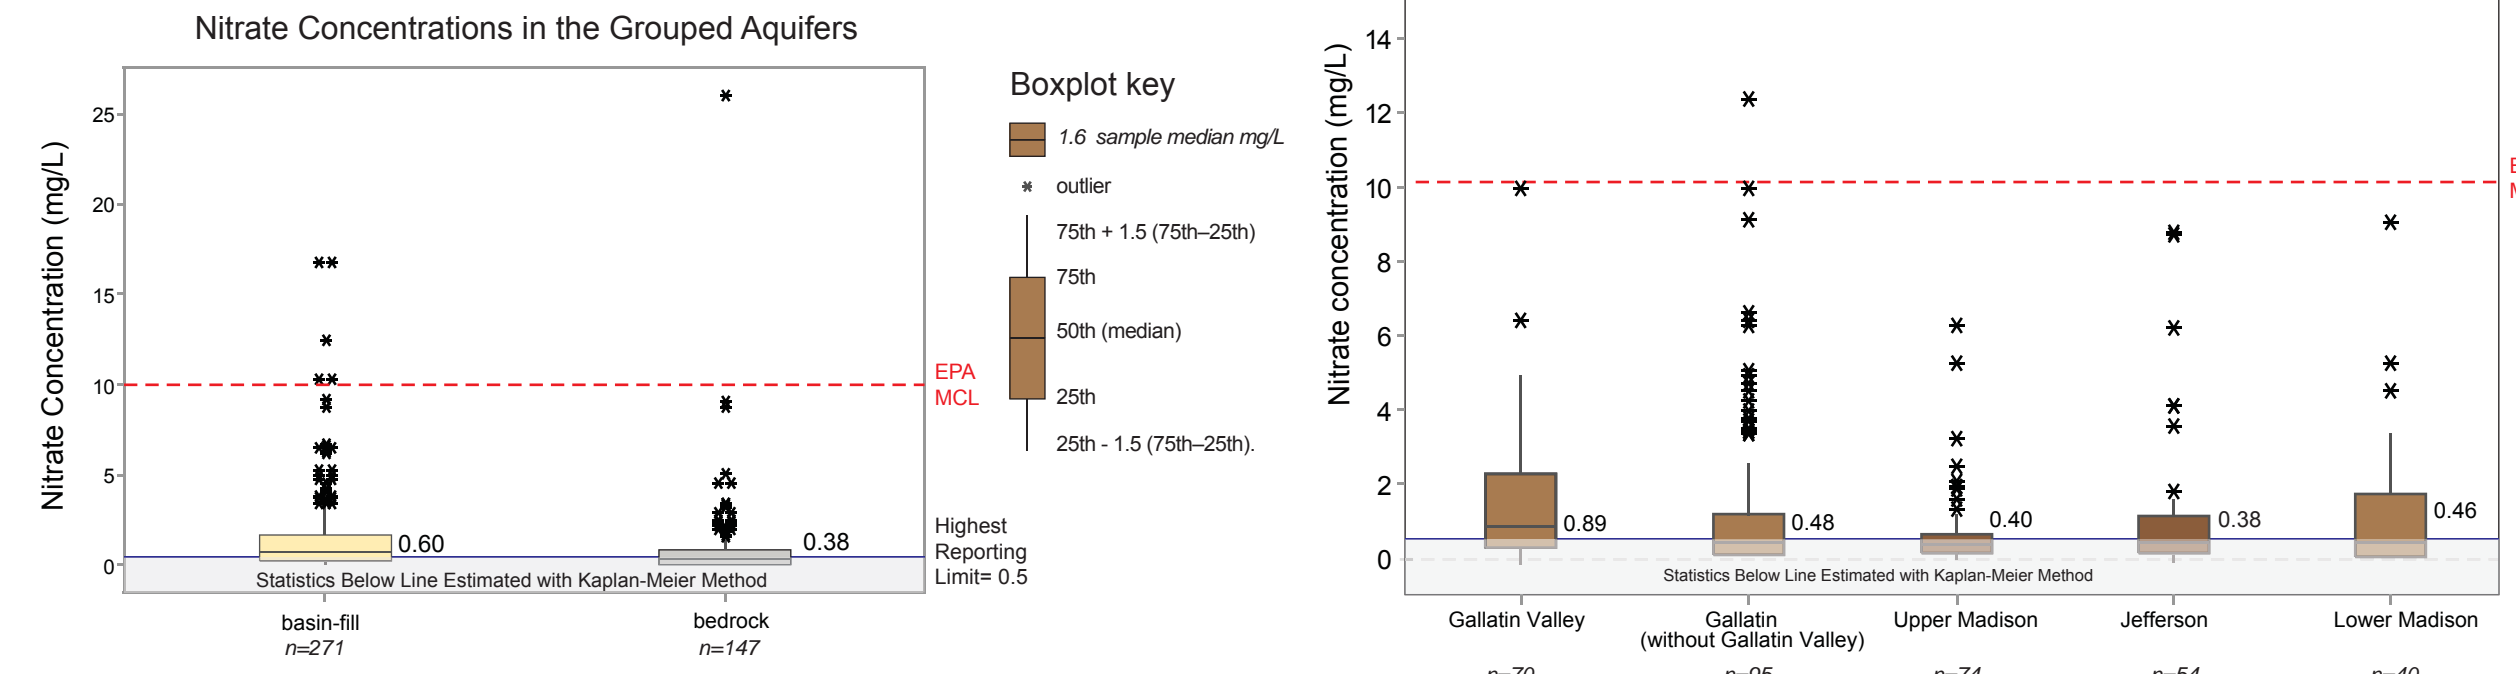 Nitrate Concentrations in the Grouped Aquifers
Nitrate Concentration (mg/L)
25
20
15
10
5
0
0.60
0.38
EPA
MCL
Highest
Reporting
Limit= 0.5
Statistics Below Line Estimated with Kaplan-Meier Method
basin-fill
n=271
bedrock
n=147
Boxplot key
1.6 sample median mg/L
outlier
75th + 1.5 (75th–25th)
75th
50th (median)
25th
25th - 1.5 (75th–25th).
Nitrate concentration (mg/L)
14
12
10
8
6
4
2
0
0.89
0.48
0.40
0.38
0.46
Statistics Below Line Estimated with Kaplan-Meier Method
Gallatin Valley
Gallatin
(without Gallatin Valley)
Upper Madison
Jefferson
Lower Madison